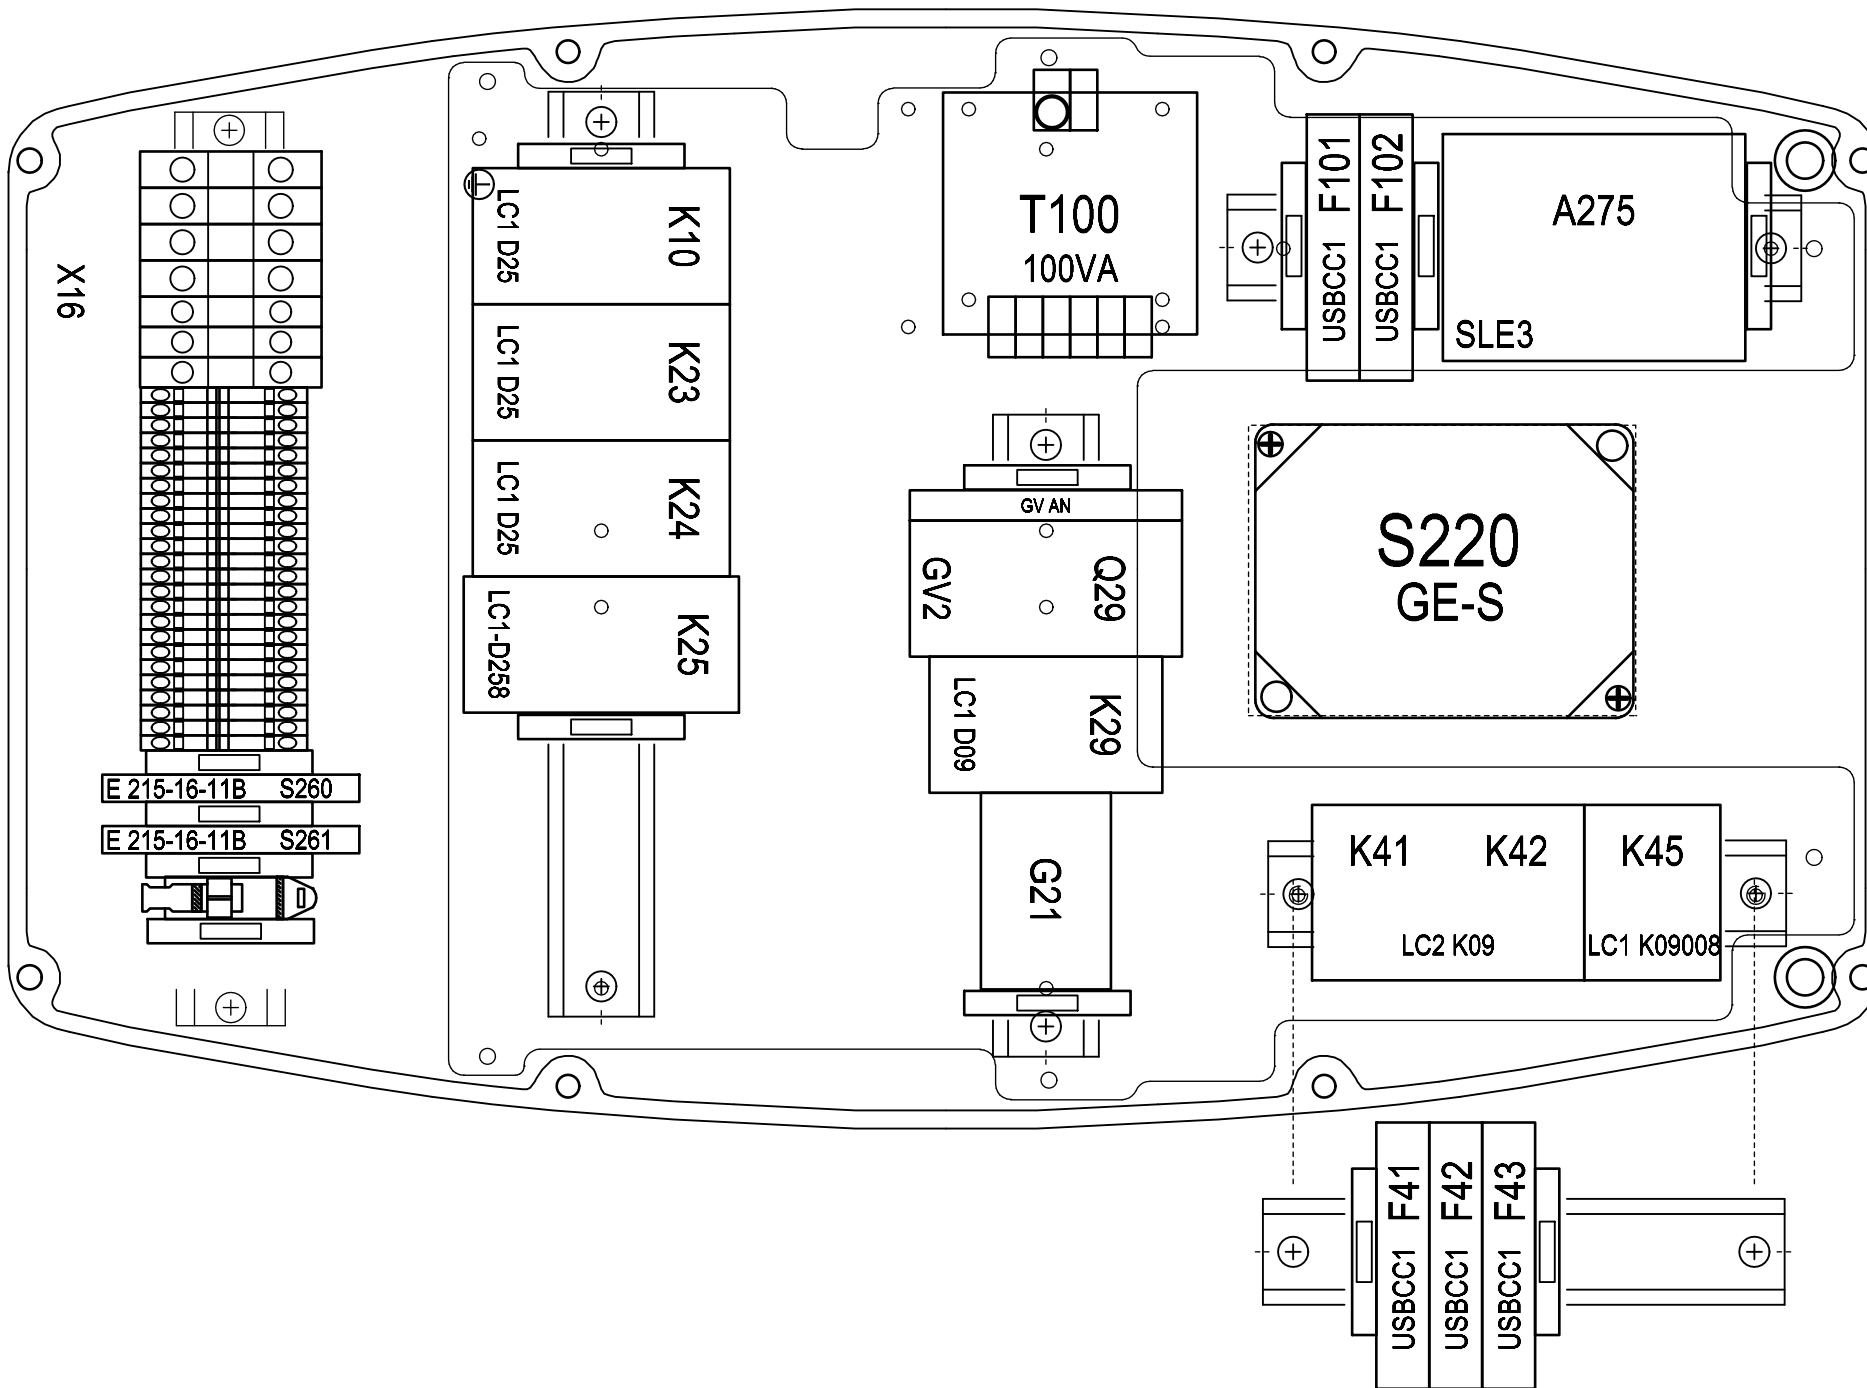 X16
E 215-16-11B S260
E 215-16-11B S261
K10
LC1 D25
K23
LC1 D25
K24
LC1 D25
K25
LC1-D258
T100
100VA
GV AN
Q29
GV2
K29
LC1 D09
G21
USBCC1 F101
USBCC1 F102
A275
SLE3
S220
GE-S
K41 K42 K45
LC2 K09 LC1 K09008
USBCC1 F41
USBCC1 F42
USBCC1 F43